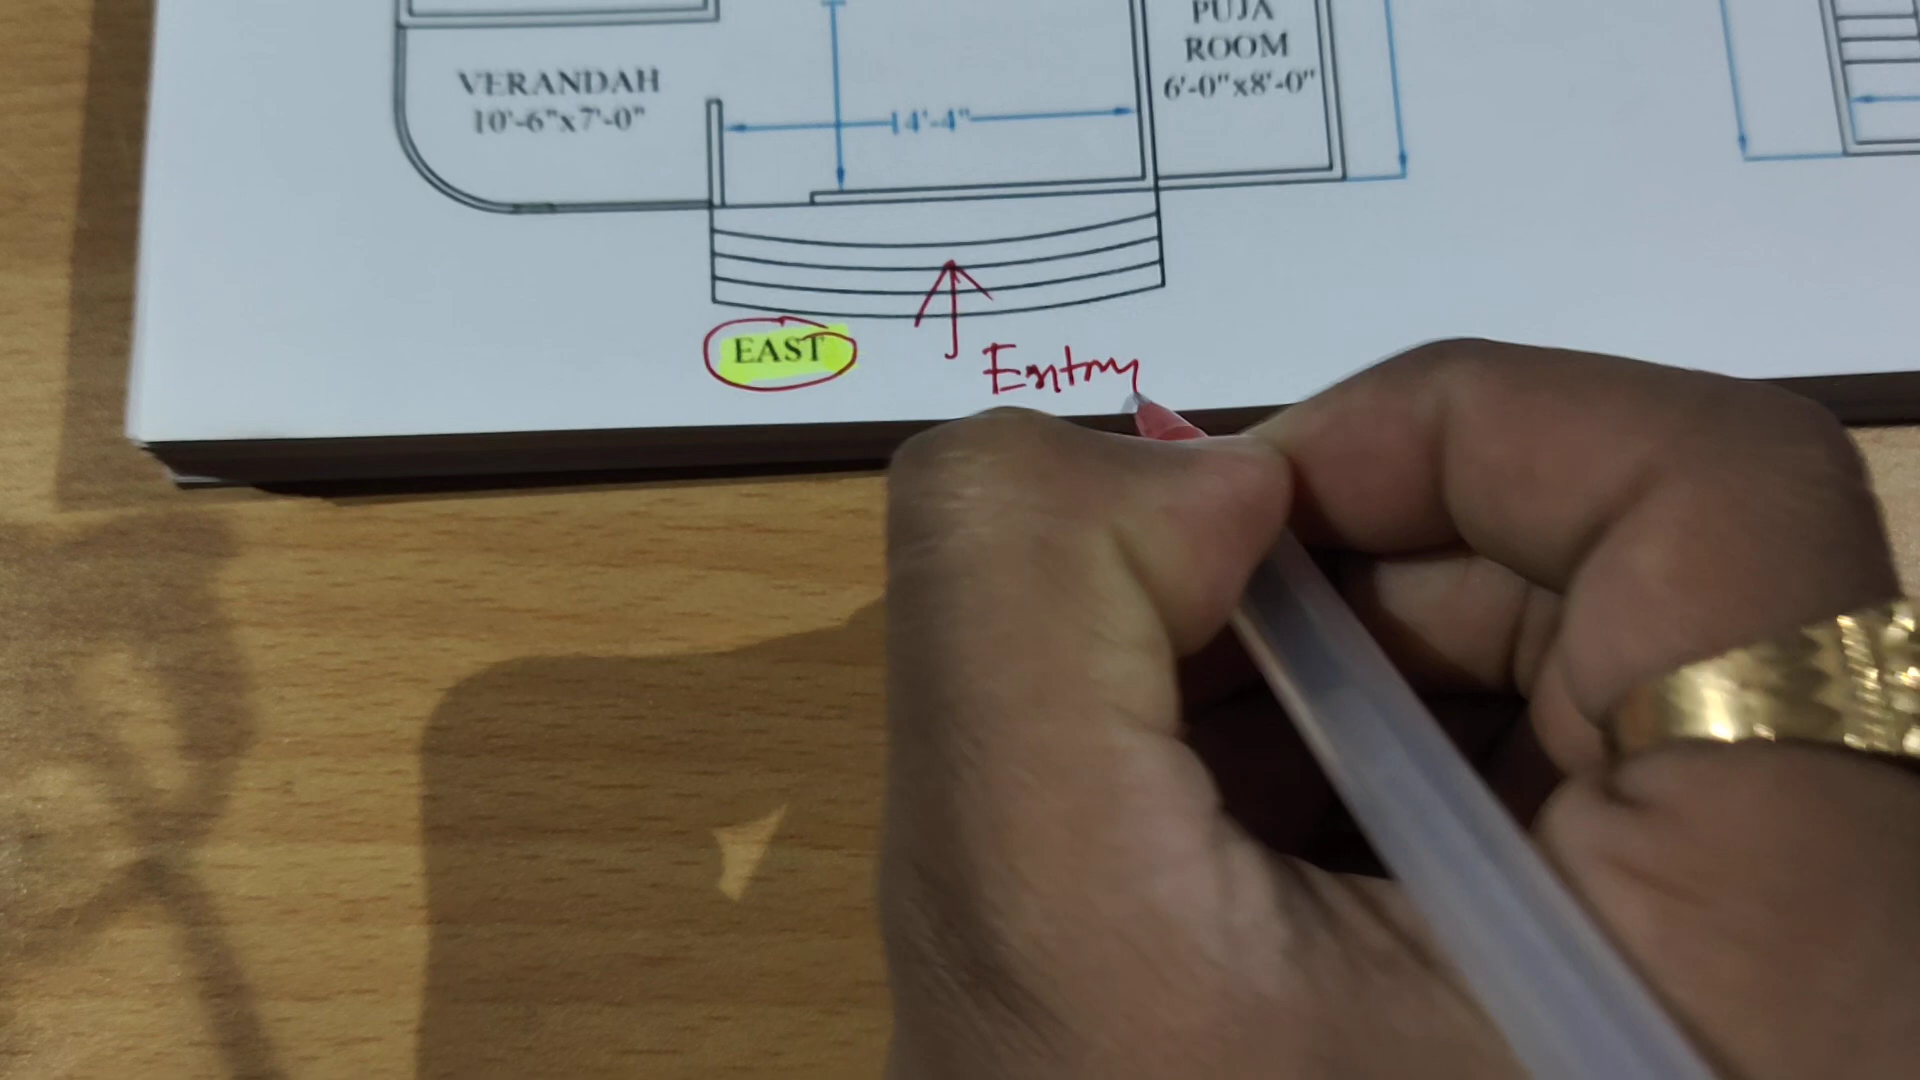 PUJA
ROOM
6'-0"x8'-0"
VERANDAH
10'-6"x7'-0"
14'-4"
EAST
Entry